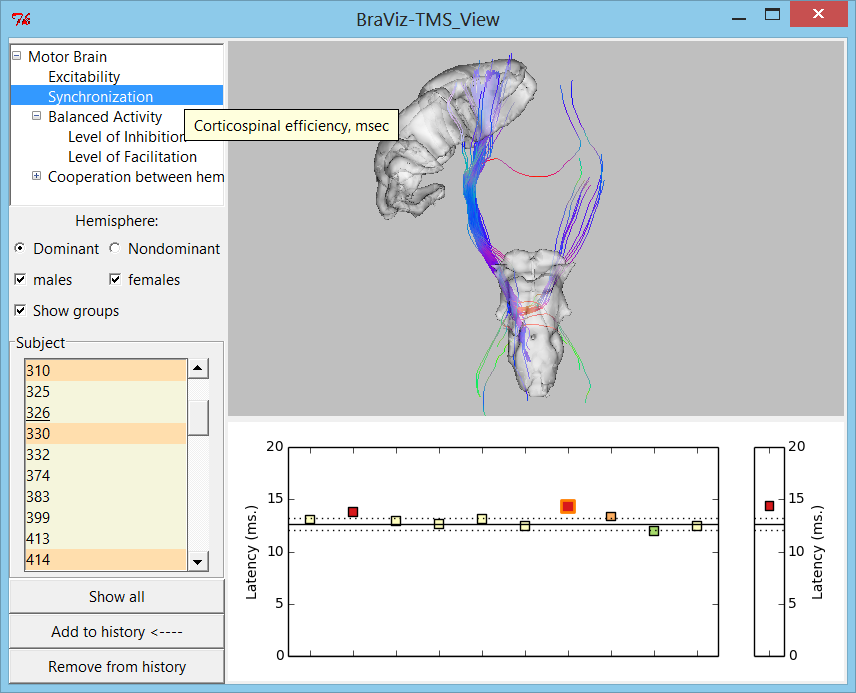 BraViz-TMS_View
Motor Brain
Excitability
Synchronization
Balanced Activity
Corticospinal efficiency, msec
Level of Inhibition
Level of Facilitation
Cooperation between hem
Hemisphere:
Dominant Nondominant
males females
Show groups
Subject
310
325
326
330
332
374
383
399
413
414
Show all
Add to history <----
Remove from history
Latency (ms.)
20
15
10
5
0
20
15
10
5
0
Latency (ms.)